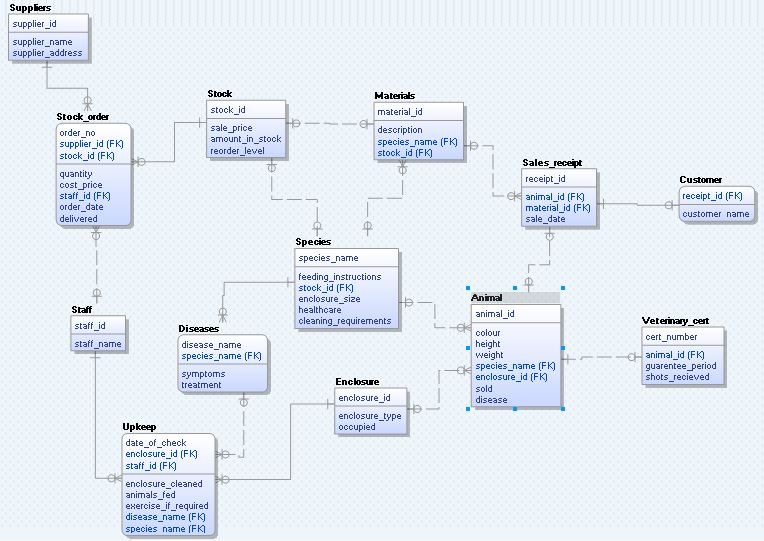 Suppliers
supplier_id
supplier_name
supplier_address
Stock_order
order_no
supplier_id (FK)
stock_id (FK)
quantity
cost_price
staff_id (FK)
order_date
delivered
Stock
stock_id
sale_price
amount_in_stock
reorder_level
Materials
material_id
description
species_name (FK)
stock_id (FK)
Sales_receipt
receipt_id
animal_id (FK)
material_id (FK)
sale_date
Customer
receipt_id (FK)
customer_name
Species
species_name
feeding_instructions
stock_id (FK)
enclosure_size
healthcare
cleaning_requirements
Staff
staff_id
staff_name
Diseases
disease_name
species_name (FK)
symptoms
treatment
Animal
animal_id
colour
height
weight
species_name (FK)
enclosure_id (FK)
sold
disease
Veterinary_cert
cert_number
animal_id (FK)
guarentee_period
shots_recieved
Enclosure
enclosure_id
enclosure_type
occupied
Upkeep
date_of_check
enclosure_id (FK)
staff_id (FK)
enclosure_cleaned
animals_fed
exercise_if_required
disease_name (FK)
species_name (FK)